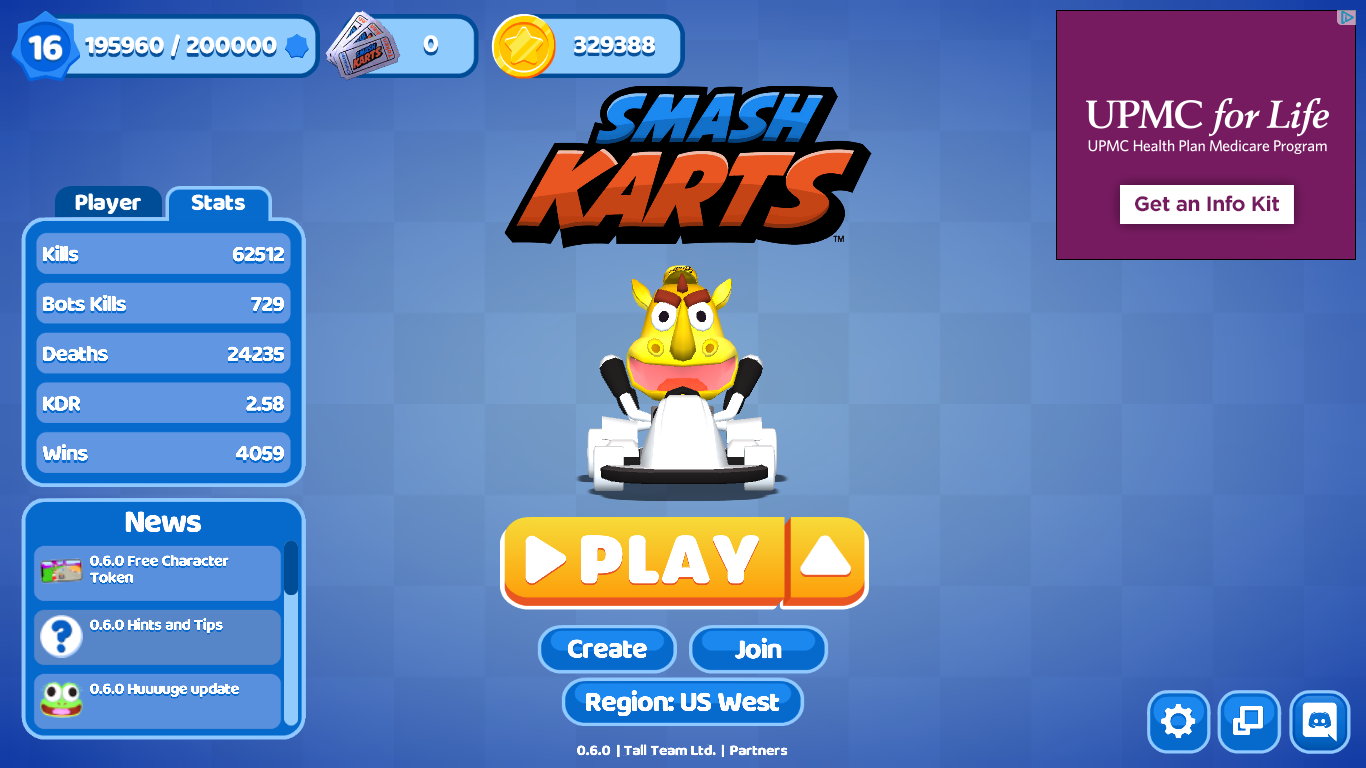 16
195960 / 200000
SMASH
KARTS
0
329388
SMASH
KARTS
TM
UPMC for Life
UPMC Health Plan Medicare Program
Get an Info Kit
Player
Stats
Kills 62512
Bots Kills 729
Deaths 24235
KDR 2.58
Wins 4059
News
0.6.0 Free Character
Token
?
0.6.0 Hints and Tips
0.6.0 Huuuuge update
PLAY
Create
Join
Region: US West
0.6.0 | Tall Team Ltd. | Partners